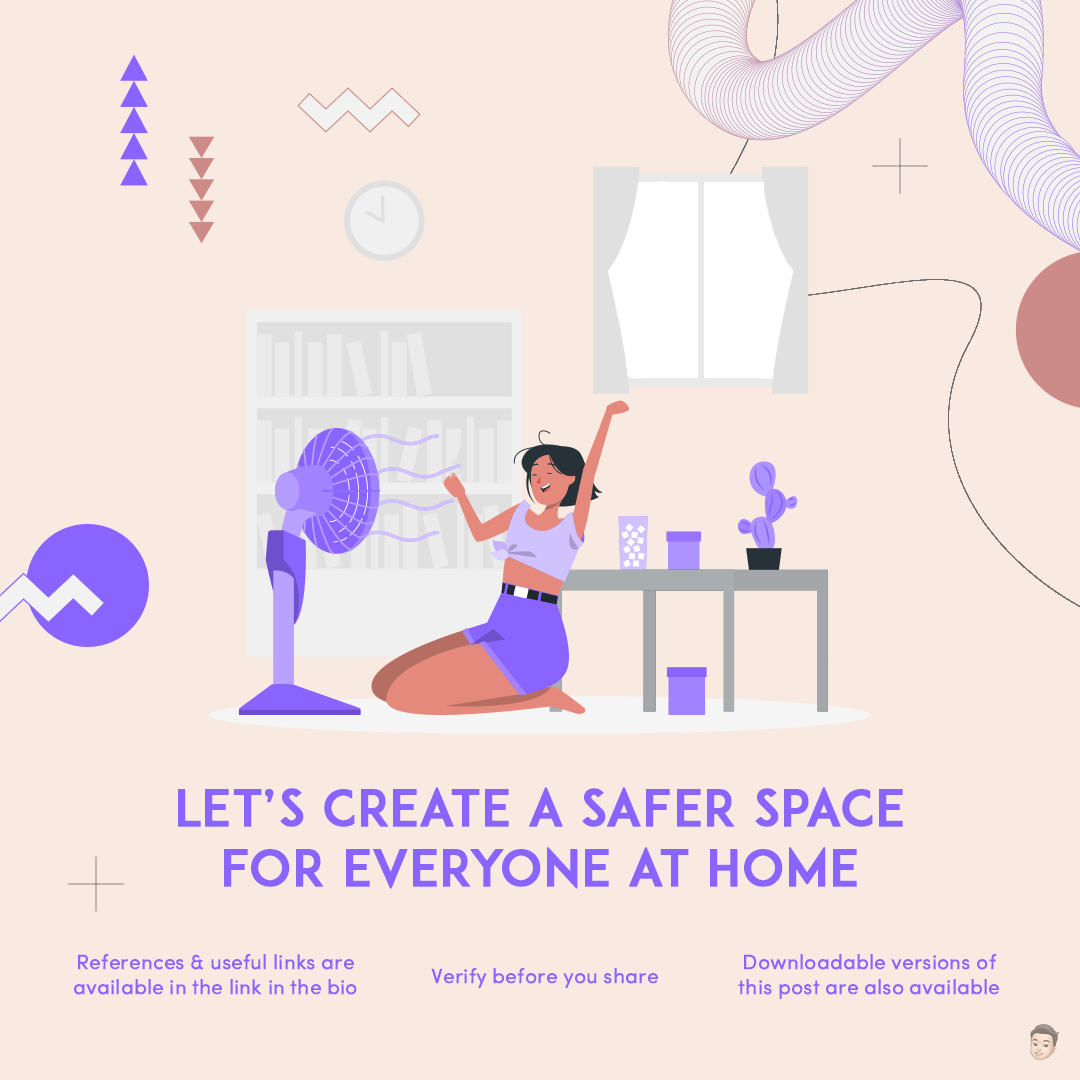 LET'S CREATE A SAFER SPACE
FOR EVERYONE AT HOME
References & useful links are
available in the link in the bio
Verify before you share
Downloadable versions of
this post are also available